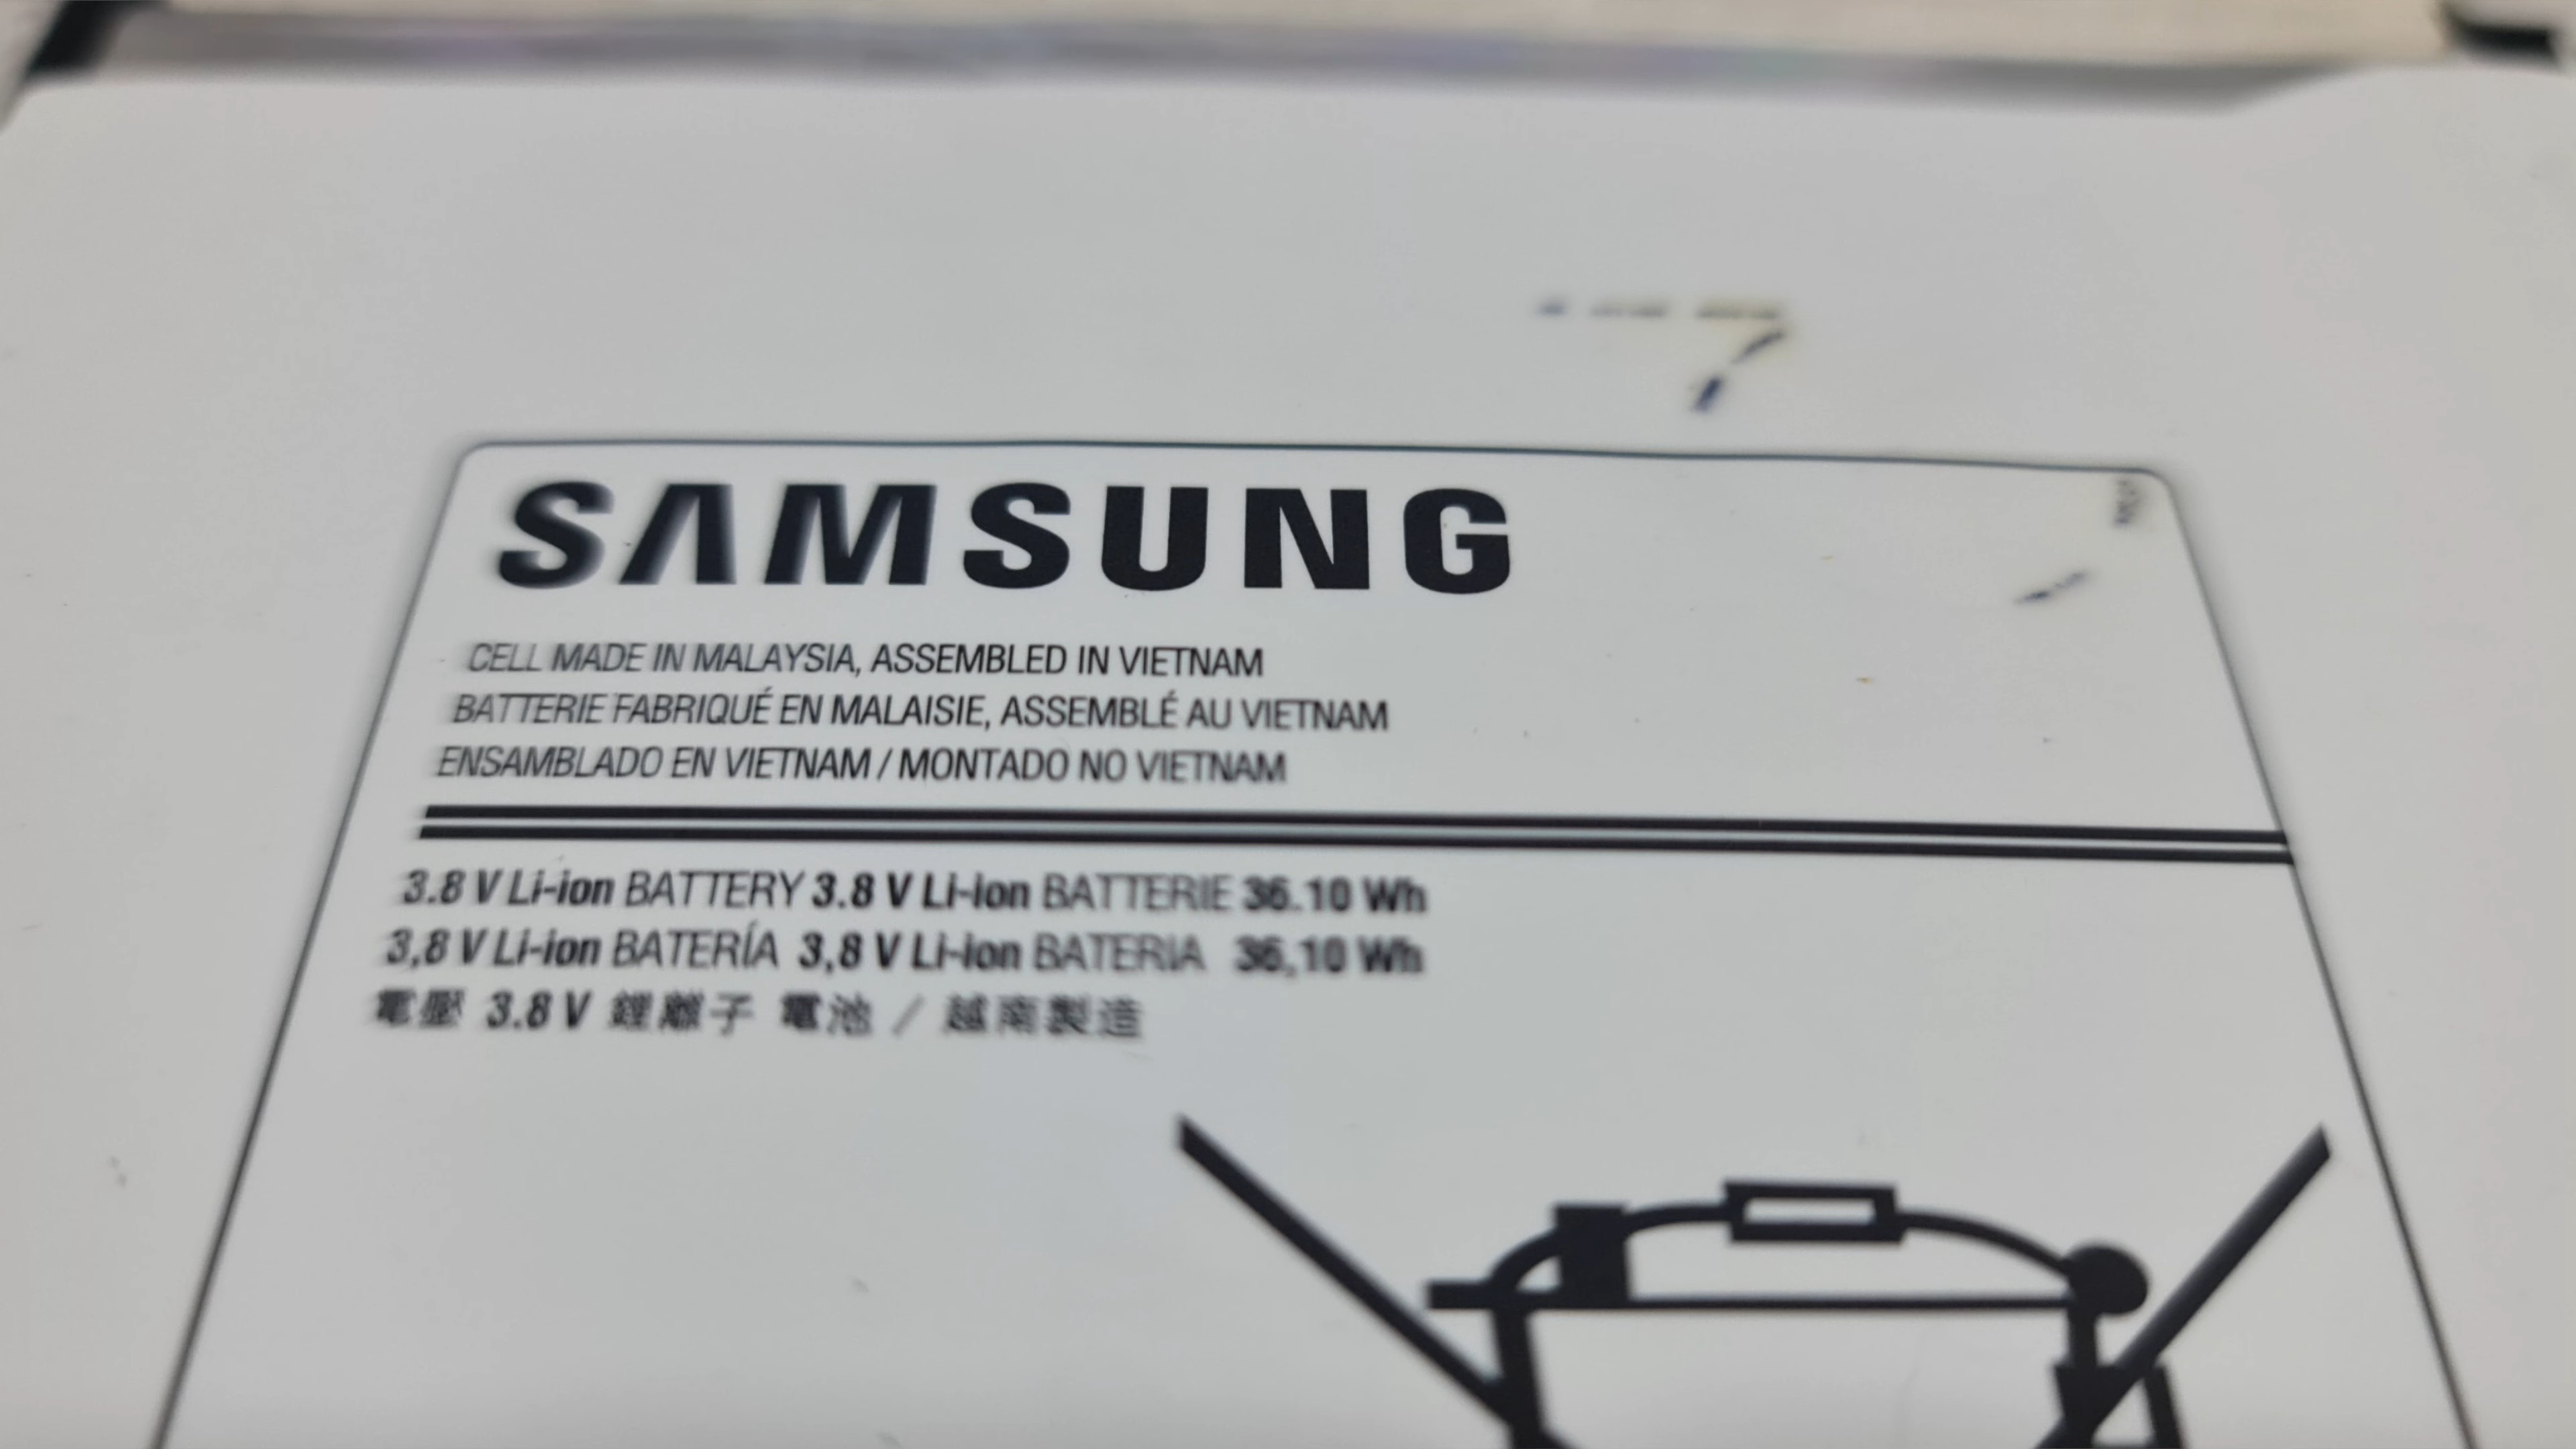 SAMSUNG
CELL MADE IN MALAYSIA, ASSEMBLED IN VIETNAM
BATTERIE FABRIQUÉ EN MALAISIE, ASSEMBLÉ AU VIETNAM
ENSAMBLADO EN VIETNAM / MONTADO NO VIETNAM
3.8 V Li-ion BATTERY 3.8 V Li-ion BATTERIE 36.10 Wh
3,8 V Li-ion BATERÍA 3,8 V Li-ion BATERIA 36,10 Wh
電壓 3.8 V 鋰離子 電池 / 越南製造